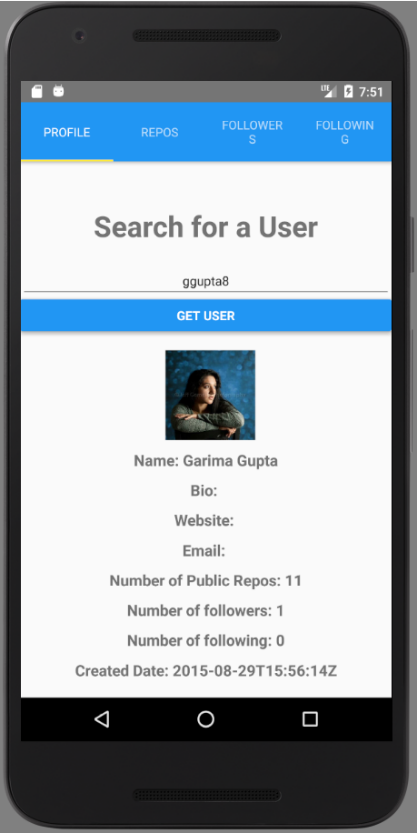 LTE 7:51
PROFILE REPOS FOLLOWER FOLLOWIN
S G
Search for a User
ggupta8
GET USER
Name: Garima Gupta
Bio:
Website:
Email:
Number of Public Repos: 11
Number of followers: 1
Number of following: 0
Created Date: 2015-08-29T15:56:14Z